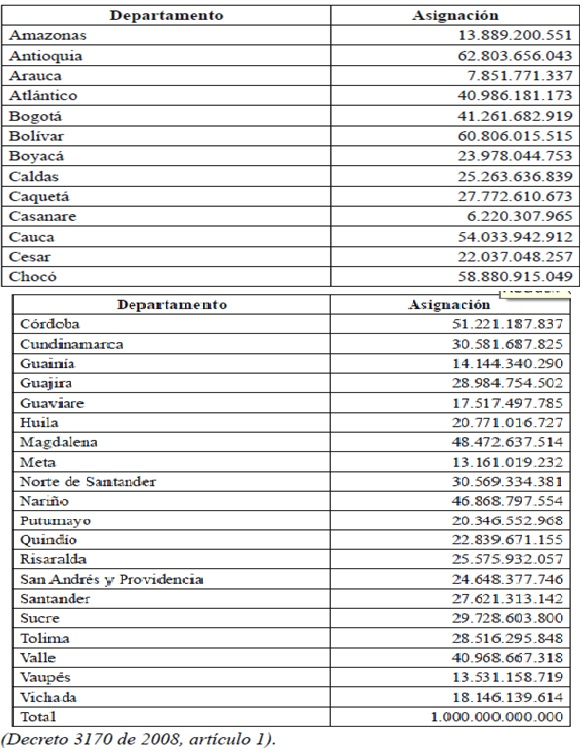 Departamento Asignación
Amazonas 13.889.200.551
Antioquia 62.803.656.043
Arauca 7.851.771.337
Atlántico 40.986.181.173
Bogotá 41.261.682.919
Bolívar 60.806.015.515
Boyacá 23.978.044.753
Caldas 25.263.636.839
Caquetá 27.772.610.673
Casanare 6.220.307.965
Cauca 54.033.942.912
Cesar 22.037.048.257
Chocó 58.880.915.049
Departamento Asignación
Córdoba 51.221.187.837
Cundinamarca 30.581.687.825
Guainía 14.144.340.290
Guajira 28.984.754.502
Guaviare 17.517.497.785
Huila 20.771.016.727
Magdalena 48.472.637.514
Meta 13.161.019.232
Norte de Santander 30.569.334.381
Nariño 46.868.797.554
Putumayo 20.346.552.968
Quindío 22.839.671.155
Risaralda 25.575.932.057
San Andrés y Providencia 24.648.377.746
Santander 27.621.313.142
Sucre 29.728.603.800
Tolima 28.516.295.848
Valle 40.968.667.318
Vaupés 13.531.158.719
Vichada 18.146.139.614
Total 1.000.000.000.000
(Decreto 3170 de 2008, artículo 1).